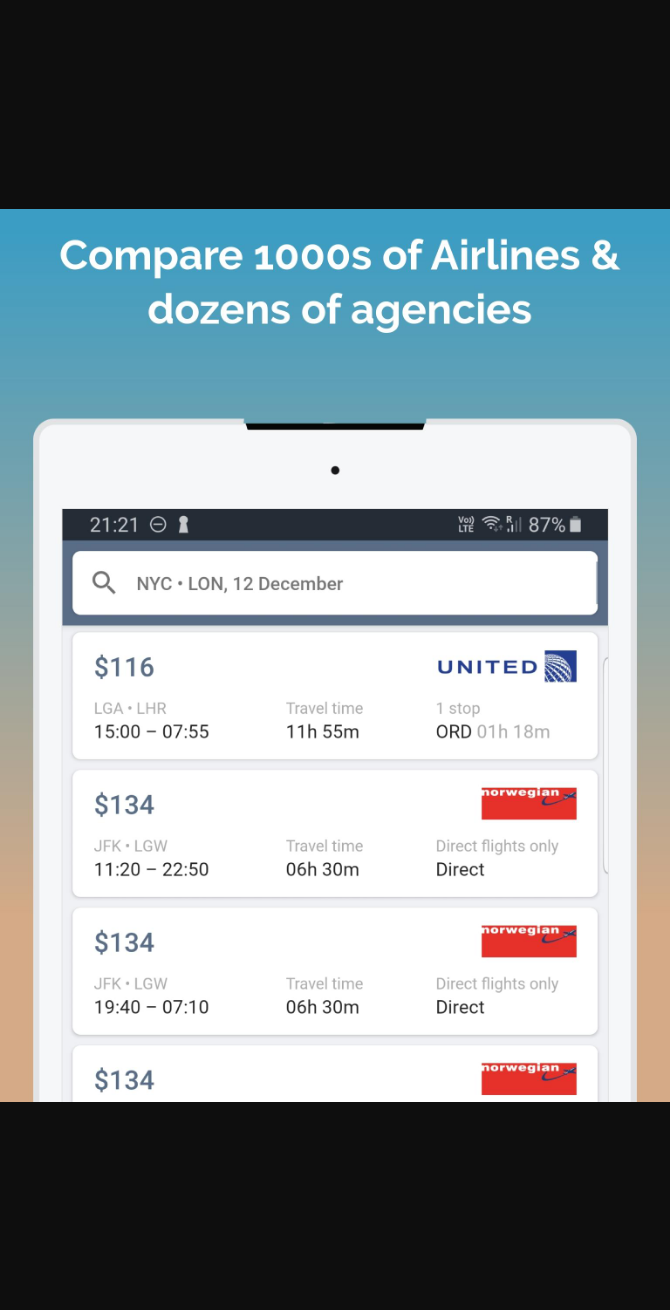 Compare 1000s of Airlines &
dozens of agencies
21:21 Vo)) LTE R 87%
NYC • LON, 12 December
$116 UNITED
LGA • LHR Travel time 1 stop
15:00 – 07:55 11h 55m ORD 01h 18m
$134 norwegian
JFK • LGW Travel time Direct flights only
11:20 – 22:50 06h 30m Direct
$134 norwegian
JFK • LGW Travel time Direct flights only
19:40 – 07:10 06h 30m Direct
$134 norwegian